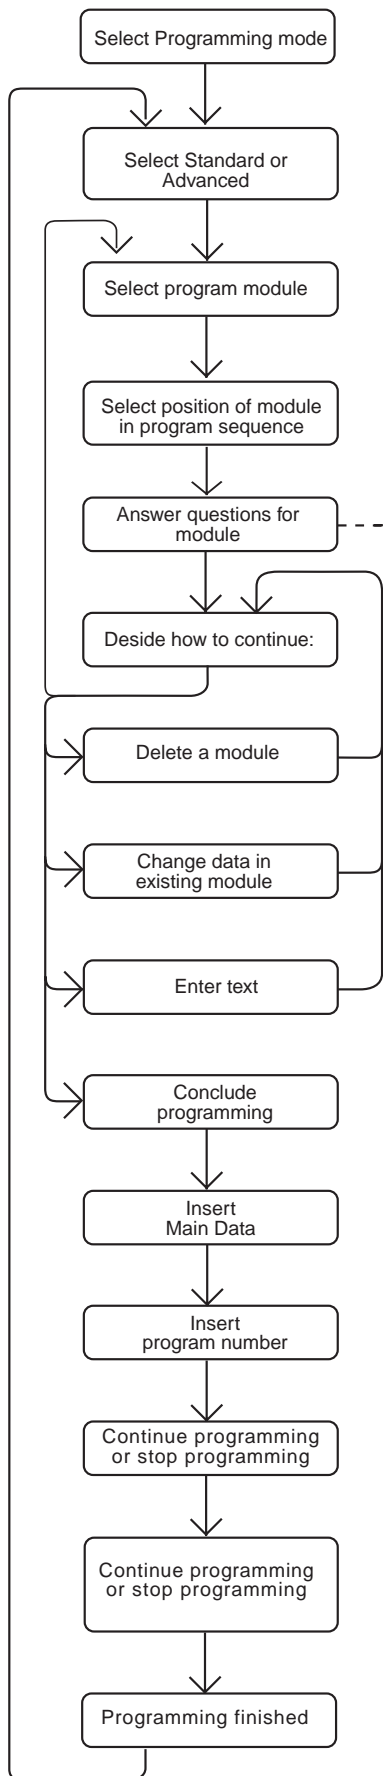 Select Programming mode
Select Standard or
Advanced
Select program module
Select position of module
in program sequence
Answer questions for
module
Deside how to continue:
Delete a module
Change data in
existing module
Enter text
Conclude
programming
Insert
Main Data
Insert
program number
Continue programming
or stop programming
Continue programming
or stop programming
Programming finished